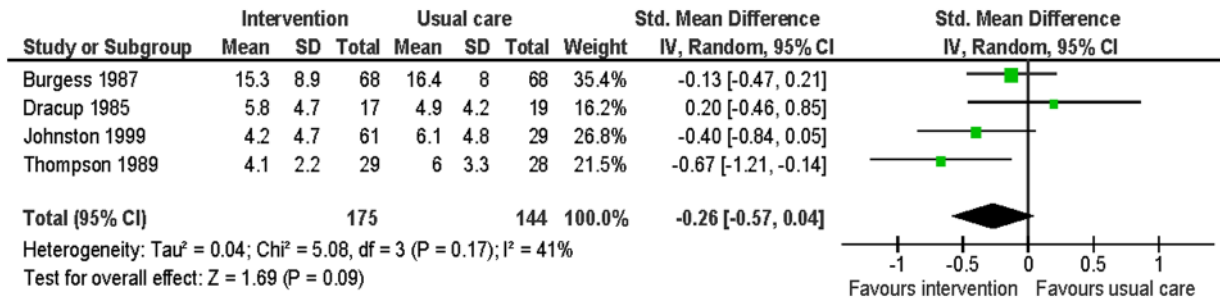 Intervention Usual care Std. Mean Difference Std. Mean Difference
Study or Subgroup Mean SD Total Mean SD Total Weight IV, Random, 95% CI IV, Random, 95% CI
Burgess 1987 15.3 8.9 68 16.4 8 68 35.4% -0.13 [-0.47, 0.21]
Dracup 1985 5.8 4.7 17 4.9 4.2 19 16.2% 0.20 [-0.46, 0.85]
Johnston 1999 4.2 4.7 61 6.1 4.8 29 26.8% -0.40 [-0.84, 0.05]
Thompson 1989 4.1 2.2 29 6 3.3 28 21.5% -0.67 [-1.21, -0.14]
Total (95% CI) 175 144 100.0% -0.26 [-0.57, 0.04]
Heterogeneity: Tau² = 0.04; Chi² = 5.08, df = 3 (P = 0.17); I² = 41%
Test for overall effect: Z = 1.69 (P = 0.09)
-1 -0.5 0 0.5 1
Favours intervention Favours usual care